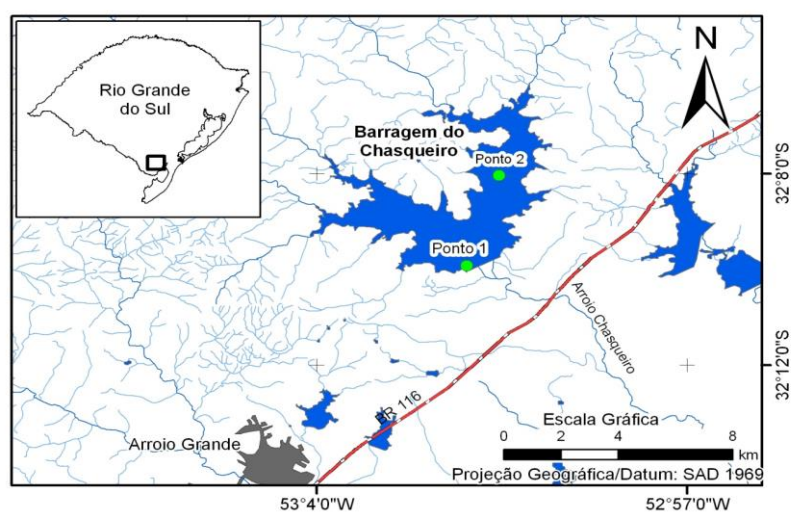 Rio Grande
do Sul
N
Barragem do
Chasqueiro
Ponto 2
32°8'0"S
Ponto 1
Arroio Chasqueiro
32°12'0"S
BR 116
Escala Gráfica
Arroio Grande
0 2 4 8
km
Projeção Geográfica/Datum: SAD 1969
53°4'0"W 52°57'0"W